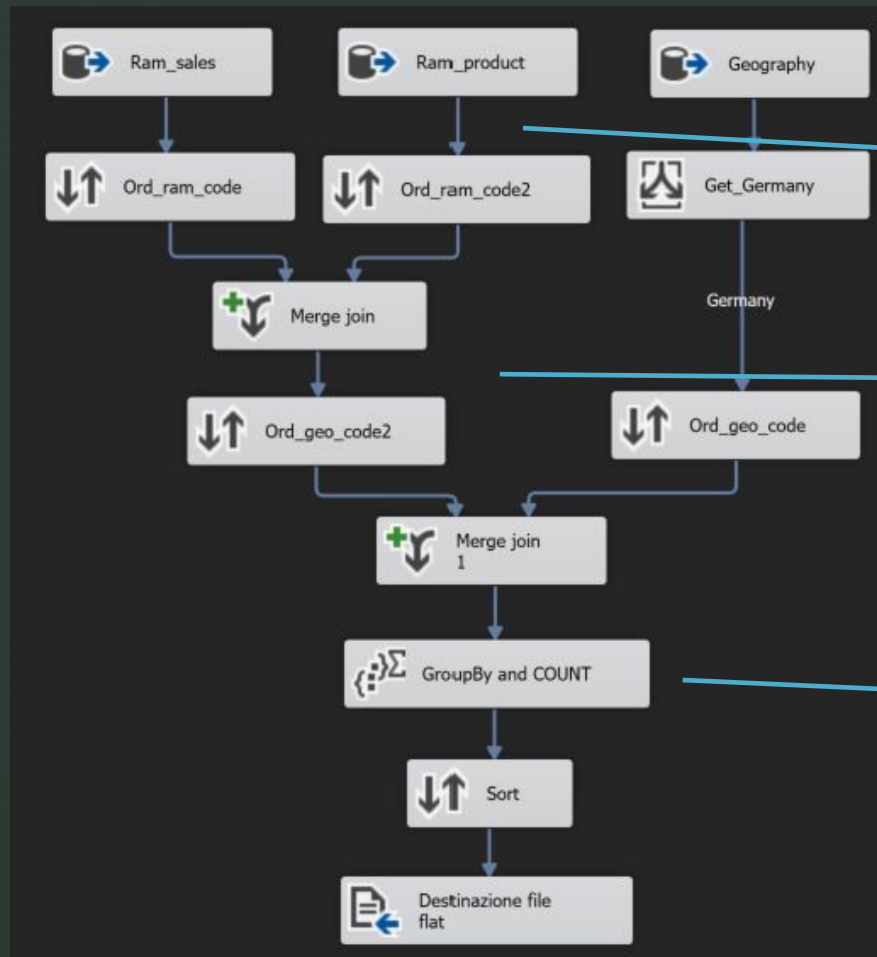 Ram_sales
Ram_product
Geography
Ord_ram_code
Ord_ram_code2
Get_Germany
Germany
Merge join
Ord_geo_code2
Ord_geo_code
Merge join
1
GroupBy and COUNT
Sort
Destinazione file
flat